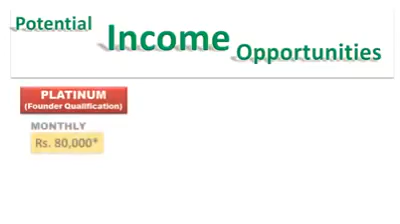 Potential Income Opportunities
PLATINUM
(Founder Qualification)
MONTHLY
Rs. 80,000*